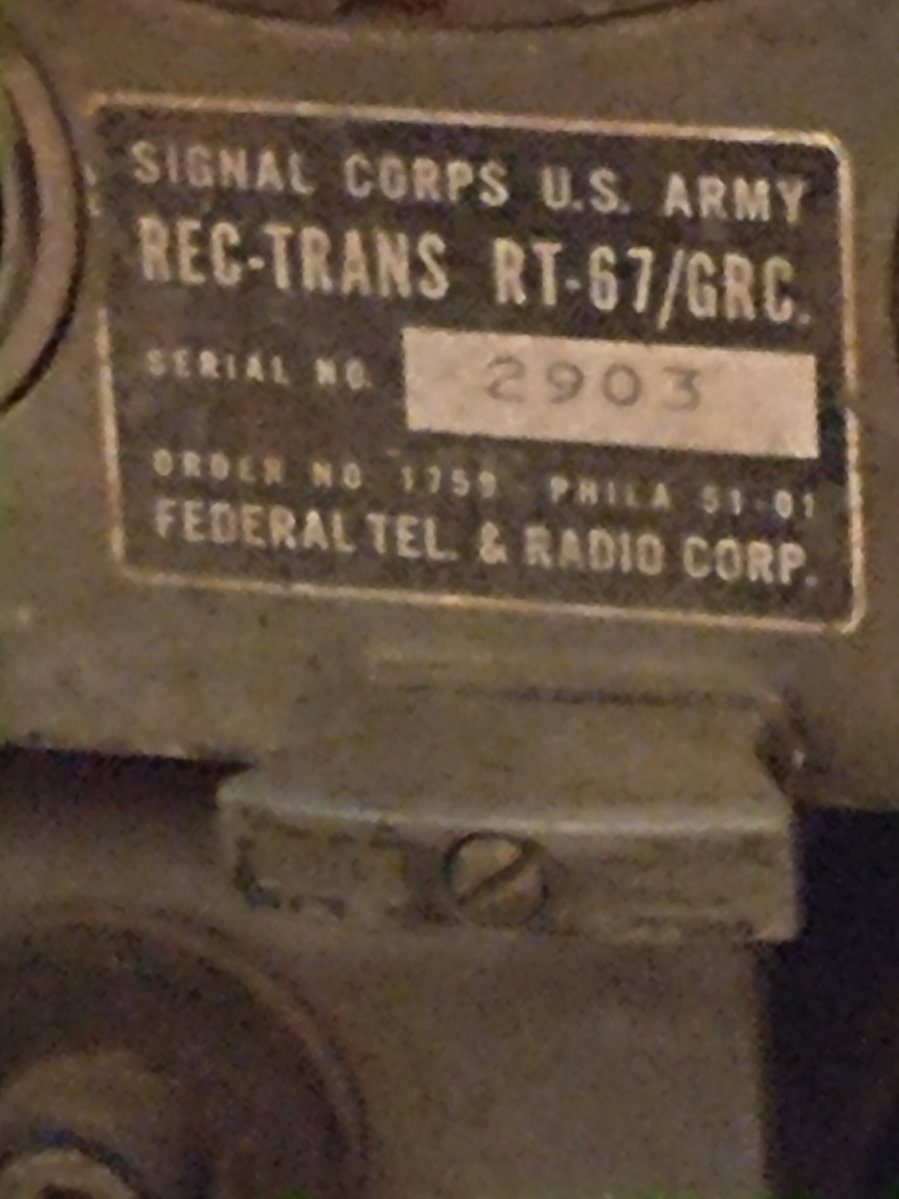 SIGNAL CORPS U.S. ARMY
REC-TRANS RT-67/GRC.
SERIAL NO. 2903
ORDER NO. 1759 - PHILA 51-01
FEDERAL TEL. & RADIO CORP.